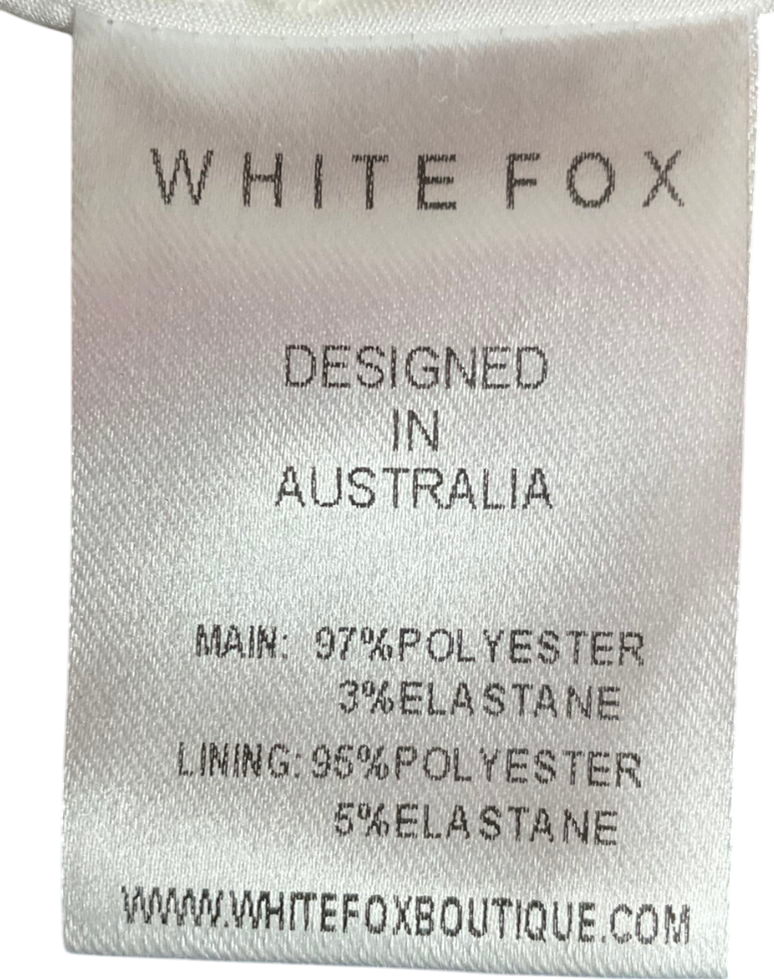 WHITE FOX
DESIGNED
IN
AUSTRALIA
MAIN: 97%POLYESTER
3%ELASTANE
LINING:95%POLYESTER
5%ELASTANE
WWW.WHITEFOXBOUTIQUE.COM